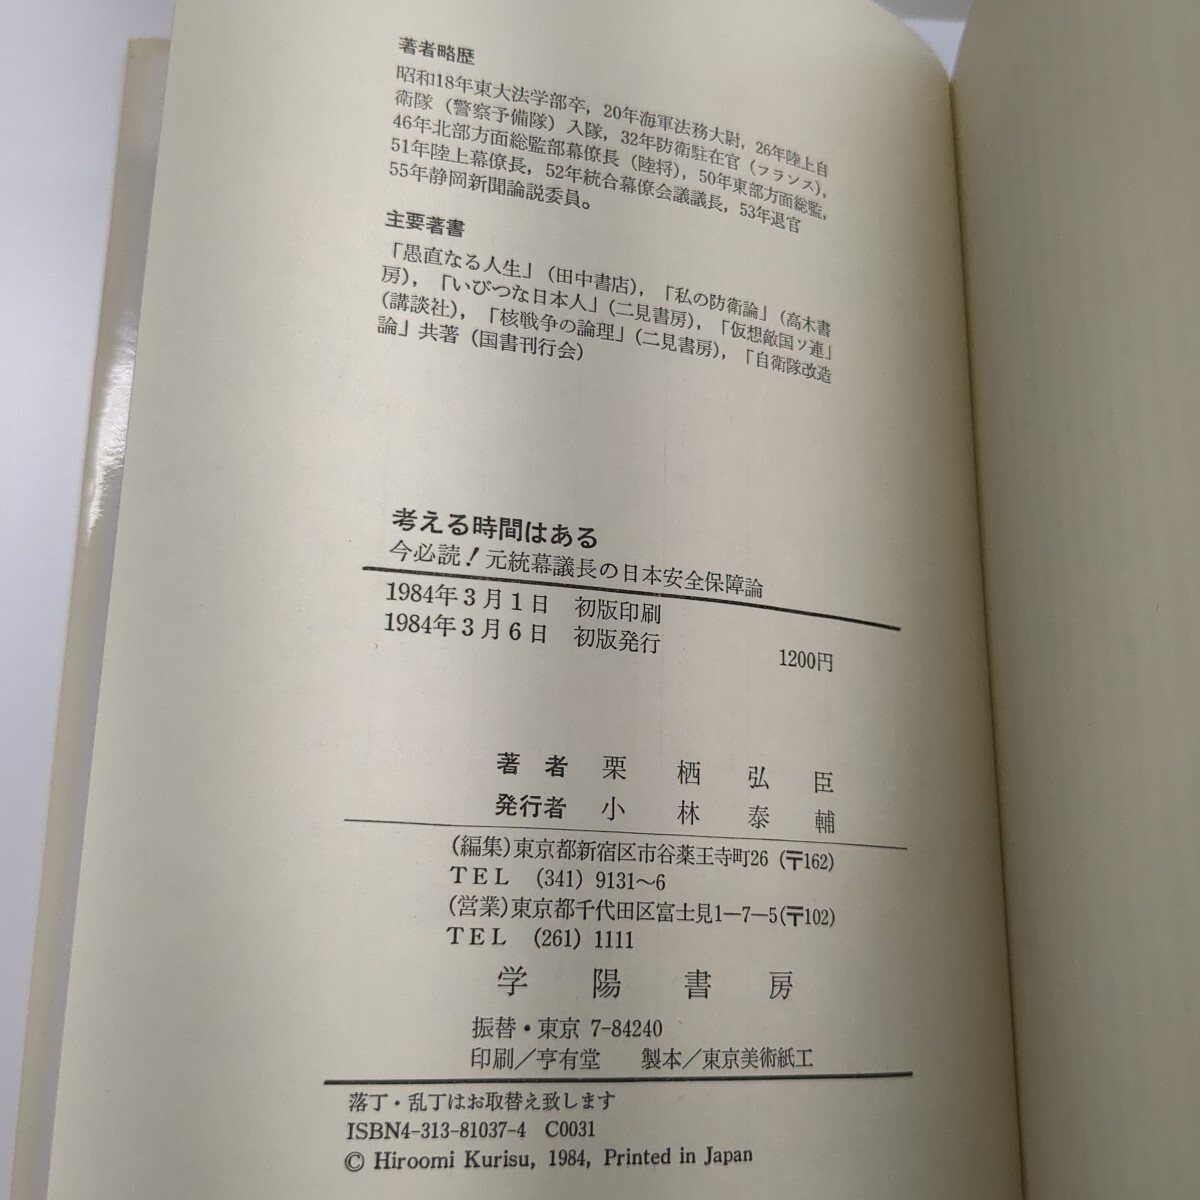 著者略歴
昭和18年東大法学部卒，20年海軍法務大尉，26年陸上自
衛隊（警察予備隊）入隊，32年防衛駐在官（フランス），
46年北部方面総監部幕僚長（陸将），50年東部方面総監，
51年陸上幕僚長，52年統合幕僚会議議長，53年退官
55年静岡新聞論説委員。
主要著書
「愚直なる人生」（田中書店），「私の防衛論」（高木書
房），「いびつな日本人」（二見書房），「仮想敵国ソ連」
（講談社），「核戦争の論理」（二見書房），「自衛隊改造
論」共著（国書刊行会）
考える時間はある
今必読！元統幕議長の日本安全保障論
1984年3月1日　初版印刷
1984年3月6日　初版発行
1200円
著者　栗栖弘臣
発行者　小林泰輔
（編集）東京都新宿区市谷薬王寺町26（〒162）
TEL　（341）9131〜6
（営業）東京都千代田区富士見1―7―5（〒102）
TEL　（261）1111
学陽書房
振替・東京 7-84240
印刷／亨有堂　製本／東京美術紙工
落丁・乱丁はお取替え致します
ISBN4-313-81037-4　C0031
© Hiroomi Kurisu, 1984, Printed in Japan